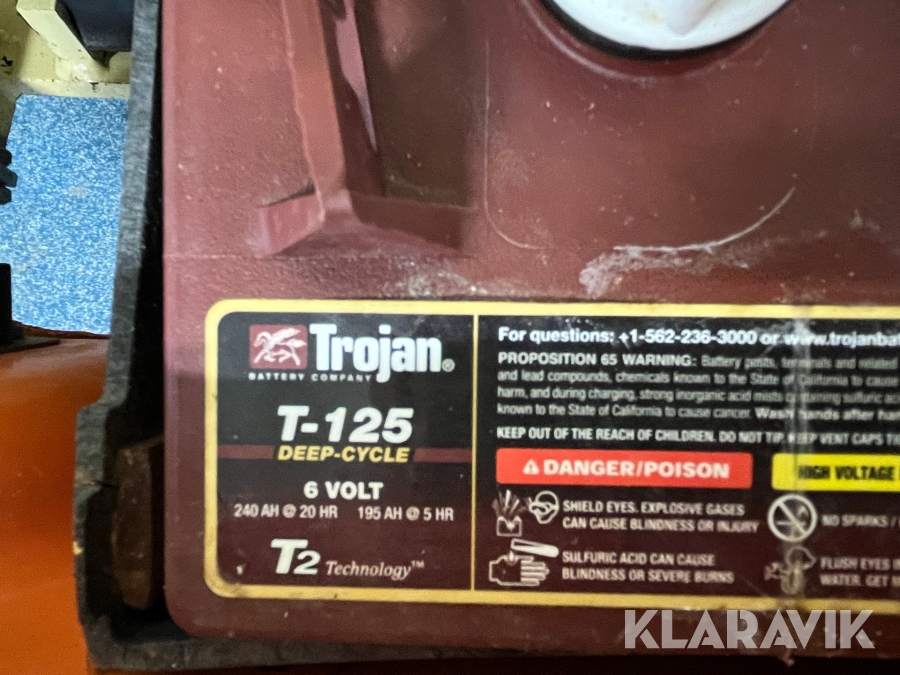 Trojan®
BATTERY COMPANY
T-125
DEEP-CYCLE
6 VOLT
240 AH @ 20 HR 195 AH @ 5 HR
T2 Technology™
For questions: +1-562-236-3000 or www.trojanbat
PROPOSITION 65 WARNING: Battery posts, terminals and related
and lead compounds, chemicals known to the State of California to cause
harm, and during charging, strong inorganic acid mists containing sulfuric acid
known to the State of California to cause cancer. Wash hands after han
KEEP OUT OF THE REACH OF CHILDREN. DO NOT TIP. KEEP VENT CAPS TI
DANGER/POISON
HIGH VOLTAGE
SHIELD EYES. EXPLOSIVE GASES
CAN CAUSE BLINDNESS OR INJURY
NO SPARKS/
SULFURIC ACID CAN CAUSE
BLINDNESS OR SEVERE BURNS
FLUSH EYES
WATER. GET
KLARAVIK